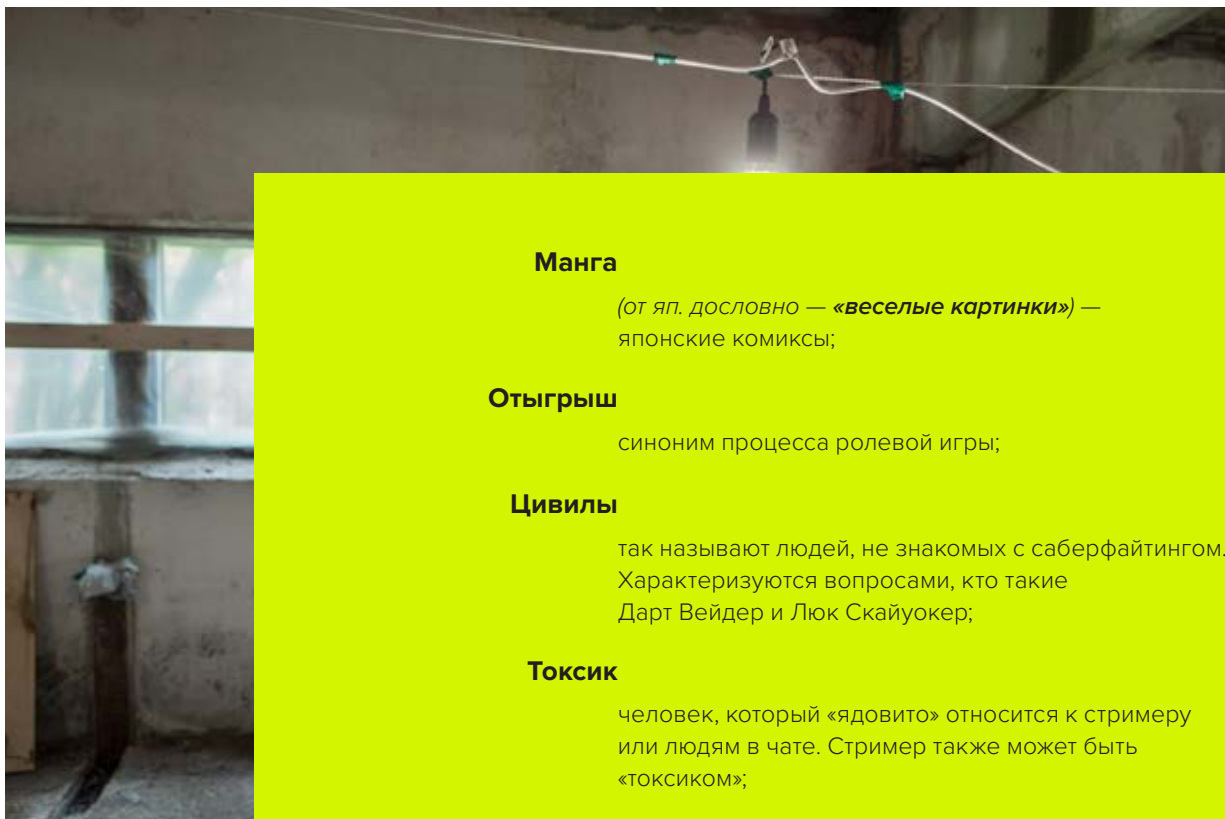 Манга
(от яп. дословно — «веселые картинки») —
японские комиксы;
Отыгрыш
синоним процесса ролевой игры;
Цивилы
так называют людей, не знакомых с саберфайтингом.
Характеризуются вопросами, кто такие
Дарт Вейдер и Люк Скайуокер;
Токсик
человек, который «ядовито» относится к стримеру
или людям в чате. Стример также может быть
«токсиком»;